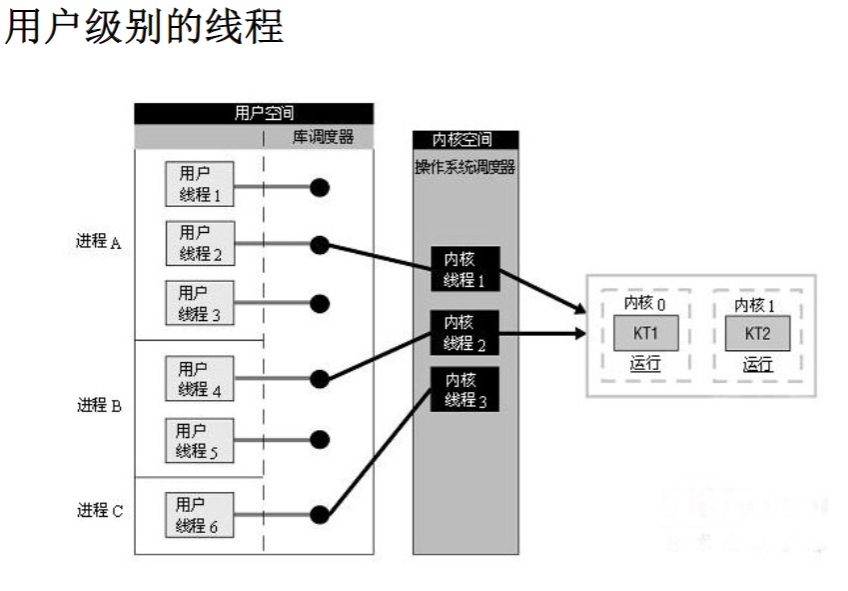 用户级别的线程
用户空间
库调度器
内核空间
操作系统调度器
进程A
用户
线程1
用户
线程2
用户
线程3
进程B
用户
线程4
用户
线程5
进程C
用户
线程6
内核
线程1
内核
线程2
内核
线程3
内核0
KT1
运行
内核1
KT2
运行